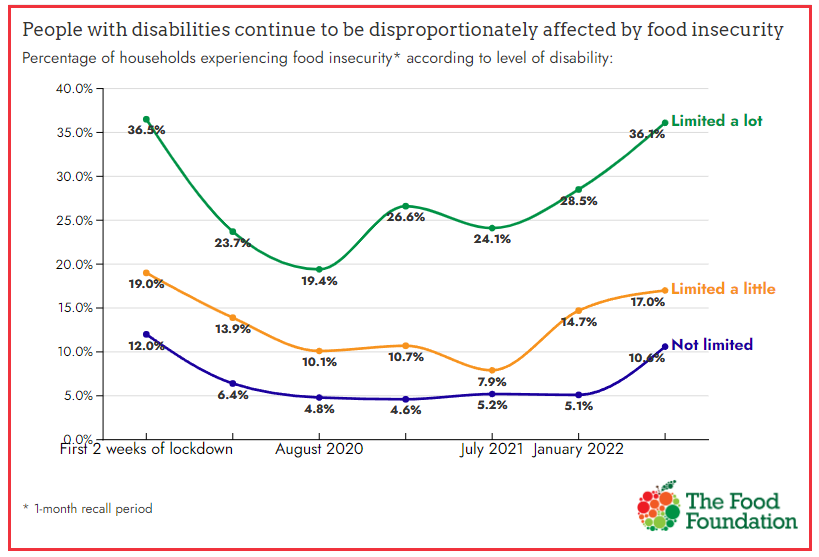 People with disabilities continue to be disproportionately affected by food insecurity
Percentage of households experiencing food insecurity* according to level of disability:
40.0%
35.0%
30.0%
25.0%
20.0%
15.0%
10.0%
5.0%
0.0%
36.5%
23.7%
19.4%
26.6%
24.1%
28.5%
36.1%
Limited a lot
19.0%
13.9%
10.1%
10.7%
7.9%
14.7%
17.0%
Limited a little
12.0%
6.4%
4.8%
4.6%
5.2%
5.1%
10.6%
Not limited
First 2 weeks of lockdown
August 2020
July 2021
January 2022
* 1-month recall period
The Food
Foundation